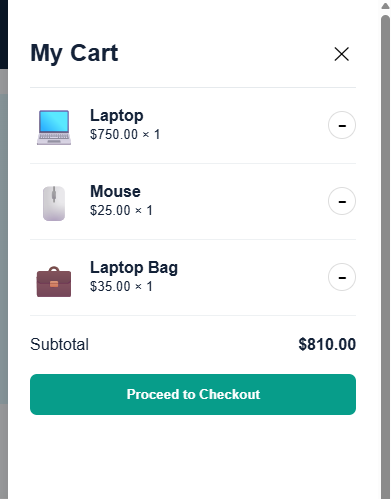 My Cart
Laptop
$750.00 × 1
Mouse
$25.00 × 1
Laptop Bag
$35.00 × 1
Subtotal $810.00
Proceed to Checkout